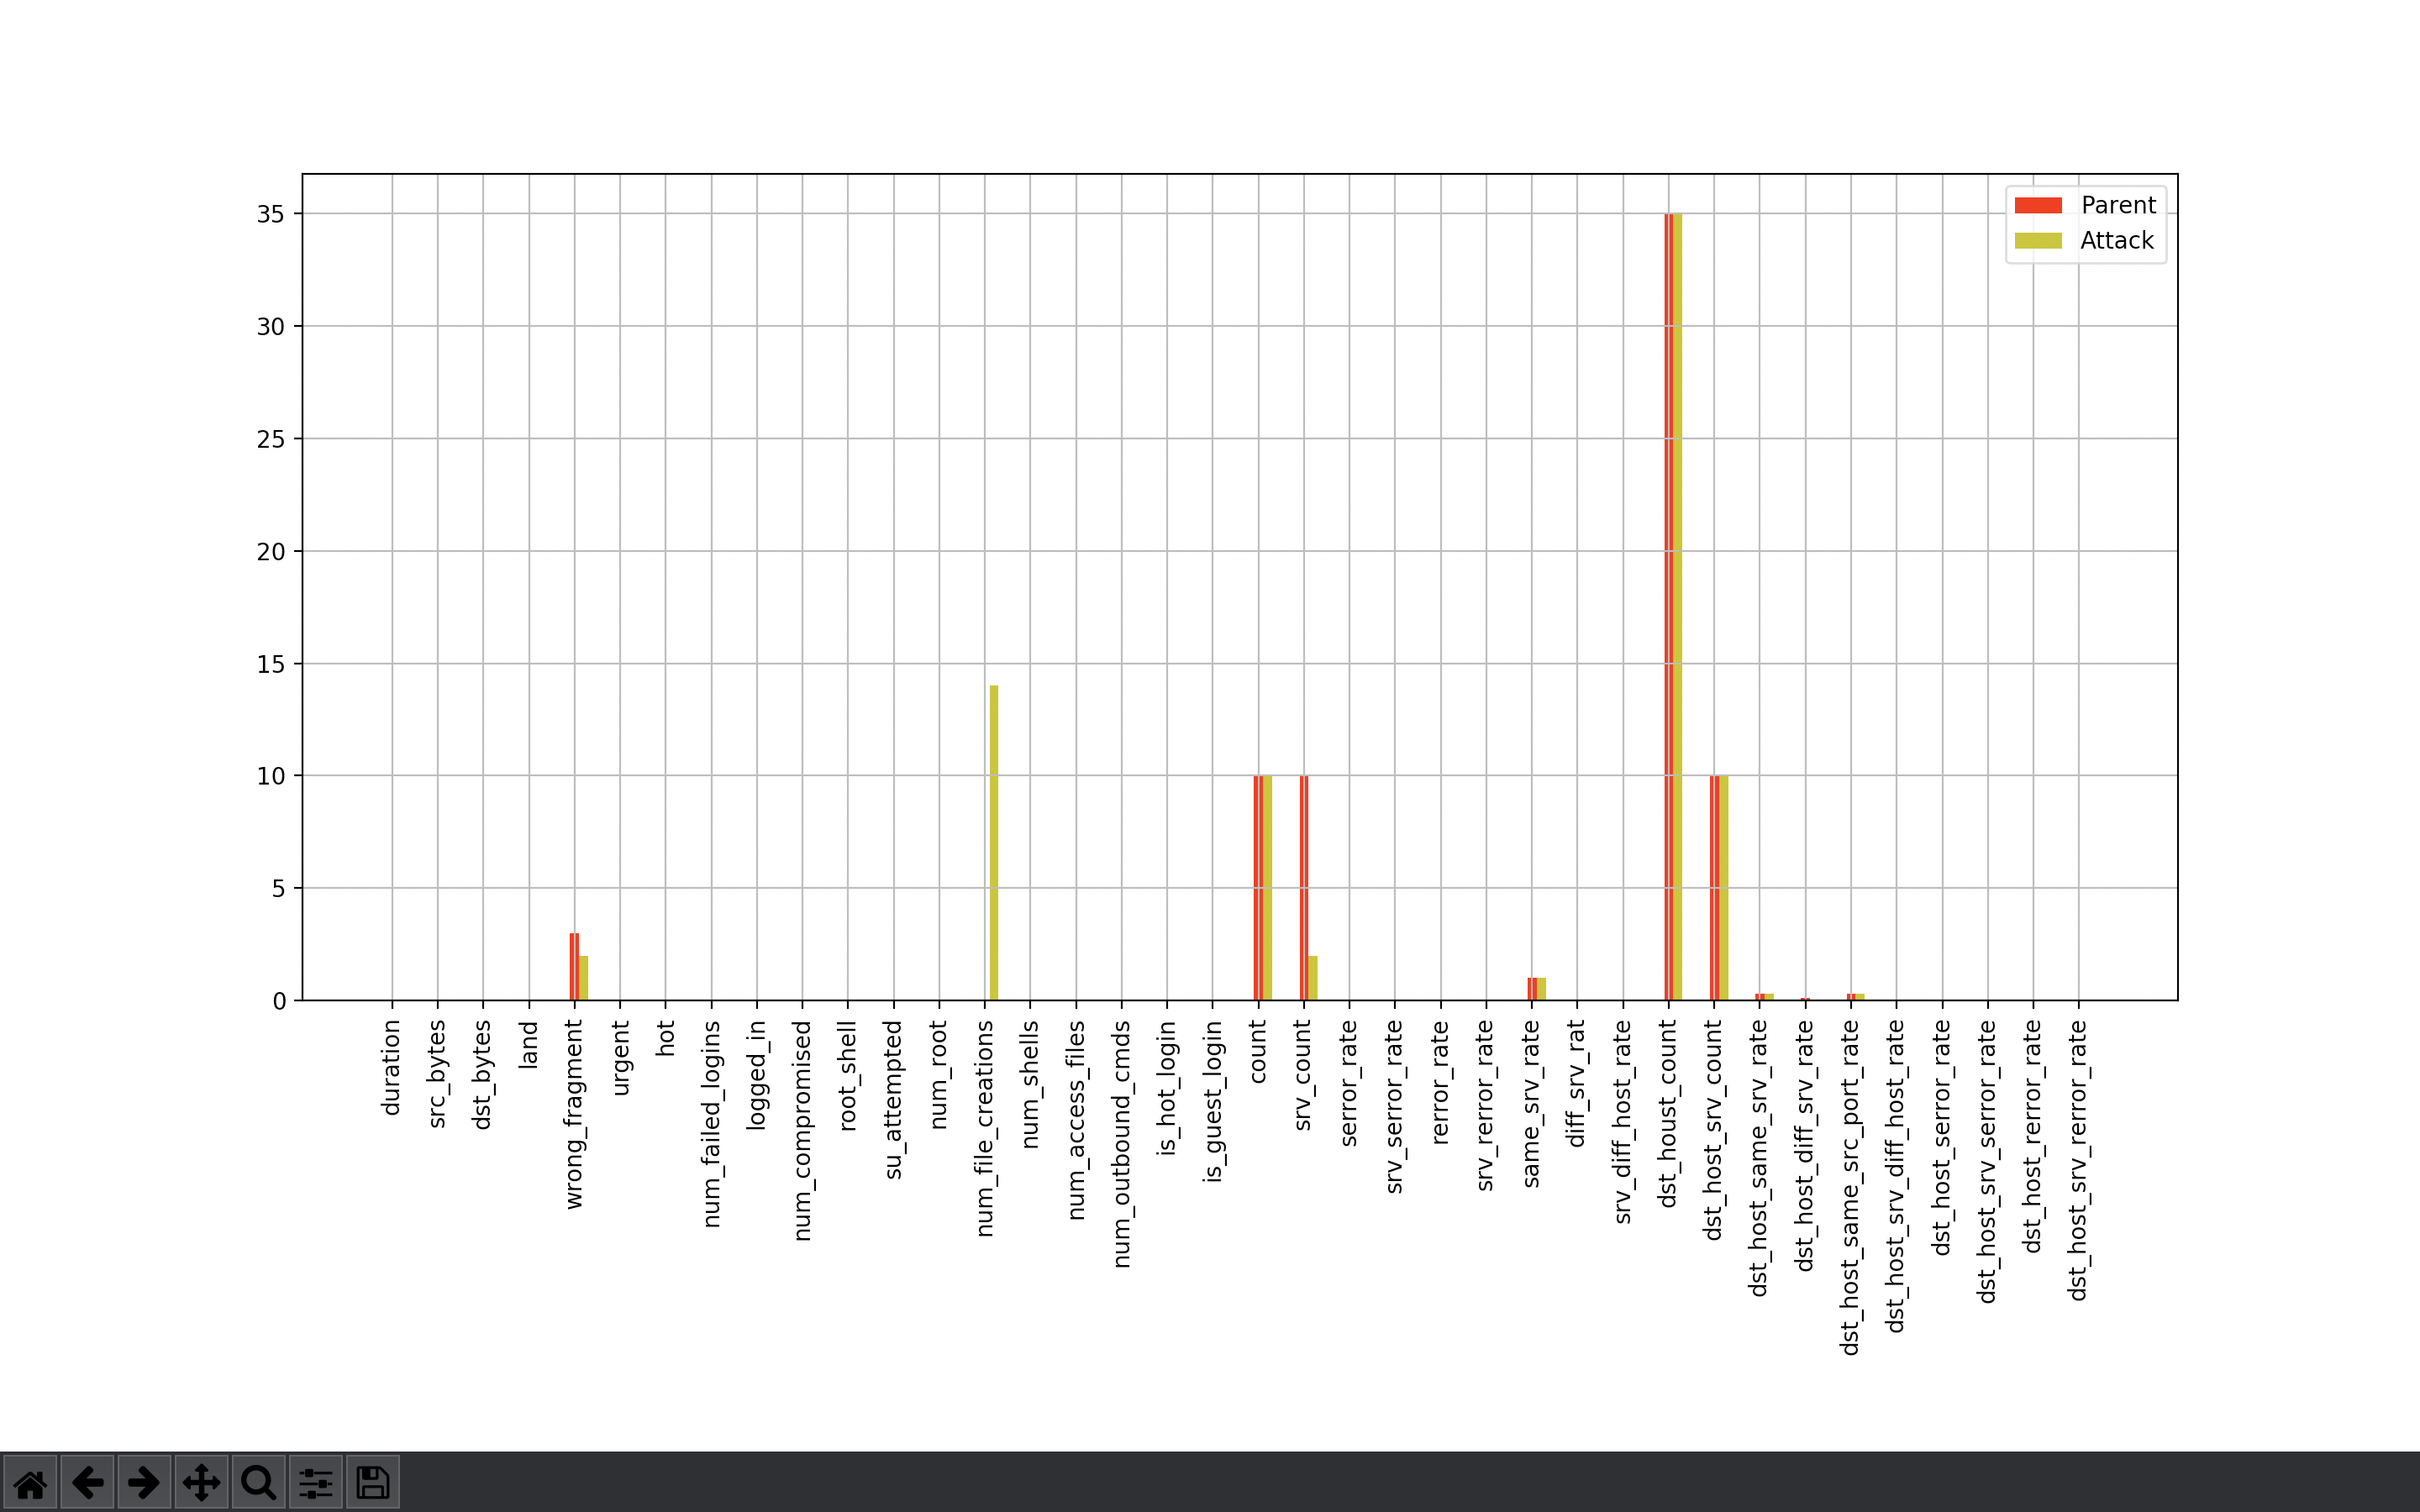 35
30
25
20
15
10
5
0
Parent
Attack
duration
src_bytes
dst_bytes
land
wrong_fragment
urgent
hot
num_failed_logins
logged_in
num_compromised
root_shell
su_attempted
num_root
num_file_creations
num_shells
num_access_files
num_outbound_cmds
is_hot_login
is_guest_login
count
srv_count
serror_rate
srv_serror_rate
rerror_rate
srv_rerror_rate
same_srv_rate
diff_srv_rat
srv_diff_host_rate
dst_houst_count
dst_host_srv_count
dst_host_same_srv_rate
dst_host_diff_srv_rate
dst_host_same_src_port_rate
dst_host_srv_diff_host_rate
dst_host_serror_rate
dst_host_srv_serror_rate
dst_host_rerror_rate
dst_host_srv_rerror_rate